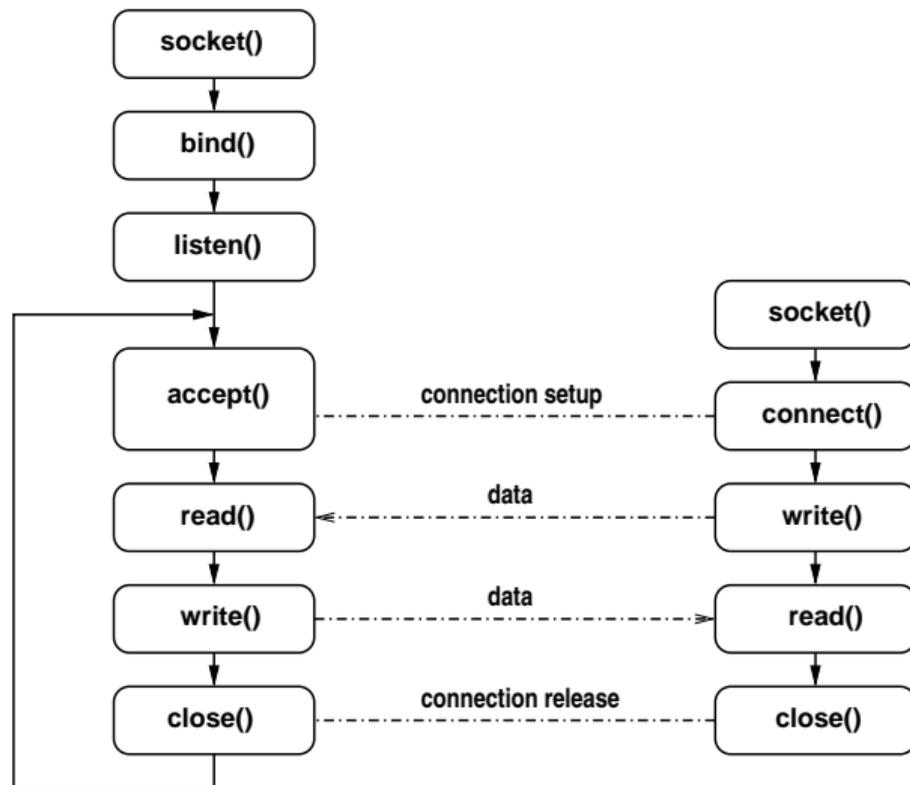 socket()
bind()
listen()
socket()
accept()
connection setup
connect()
read()
data
write()
write()
data
read()
close()
connection release
close()